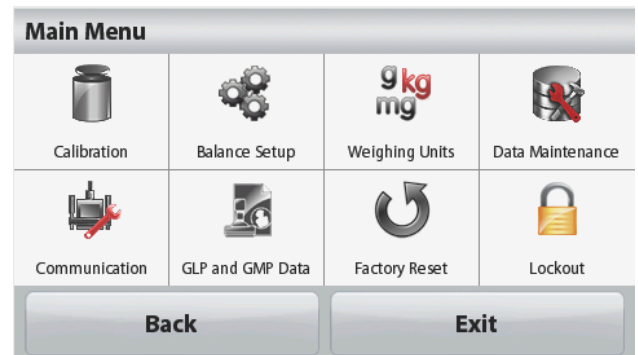 Main Menu
g kg
mg
Calibration
Balance Setup
Weighing Units
Data Maintenance
Communication
GLP and GMP Data
Factory Reset
Lockout
Back
Exit